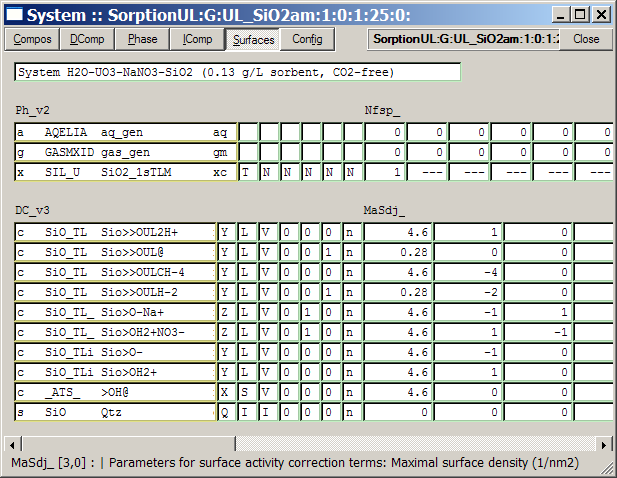 System :: SorptionUL:G:UL_SiO2am:1:0:1:25:0:
Compos DComp Phase IComp Surfaces Config SorptionUL:G:UL_SiO2am:1:0:1:2 Close
System H2O-UO3-NaNO3-SiO2 (0.13 g/L sorbent, CO2-free)
Ph_v2 Nfsp_
a AQELIA aq_gen aq 0 0 0 0 0 0
g GASMXID gas_gen gm 0 0 0 0 0 0
x SIL_U SiO2_1sTLM xc T N N N N N 1 --- --- --- --- ---
DC_v3 MaSdj_
c SiO_TL Sio>>OUL2H+ Y L V 0 0 0 n 4.6 1 0
c SiO_TL Sio>>OUL@ Y L V 0 0 1 n 0.28 0 0
c SiO_TL Sio>>OULCH-4 Y L V 0 0 0 n 4.6 -4 0
c SiO_TL Sio>>OULH-2 Y L V 0 0 1 n 0.28 -2 0
c SiO_TL_ Sio>O-Na+ Z L V 0 1 0 n 4.6 -1 1
c SiO_TL_ Sio>OH2+NO3- Z L V 0 1 0 n 4.6 1 -1
c SiO_TLi Sio>O- Y L V 0 0 0 n 4.6 -1 0
c SiO_TLi Sio>OH2+ Y L V 0 0 0 n 4.6 1 0
c _ATS_ >OH@ X S V 0 0 0 n 4.6 0 0
s SiO Qtz Q I I 0 0 0 n 0 0 0
MaSdj_ [3,0] : | Parameters for surface activity correction terms: Maximal surface density (1/nm2)